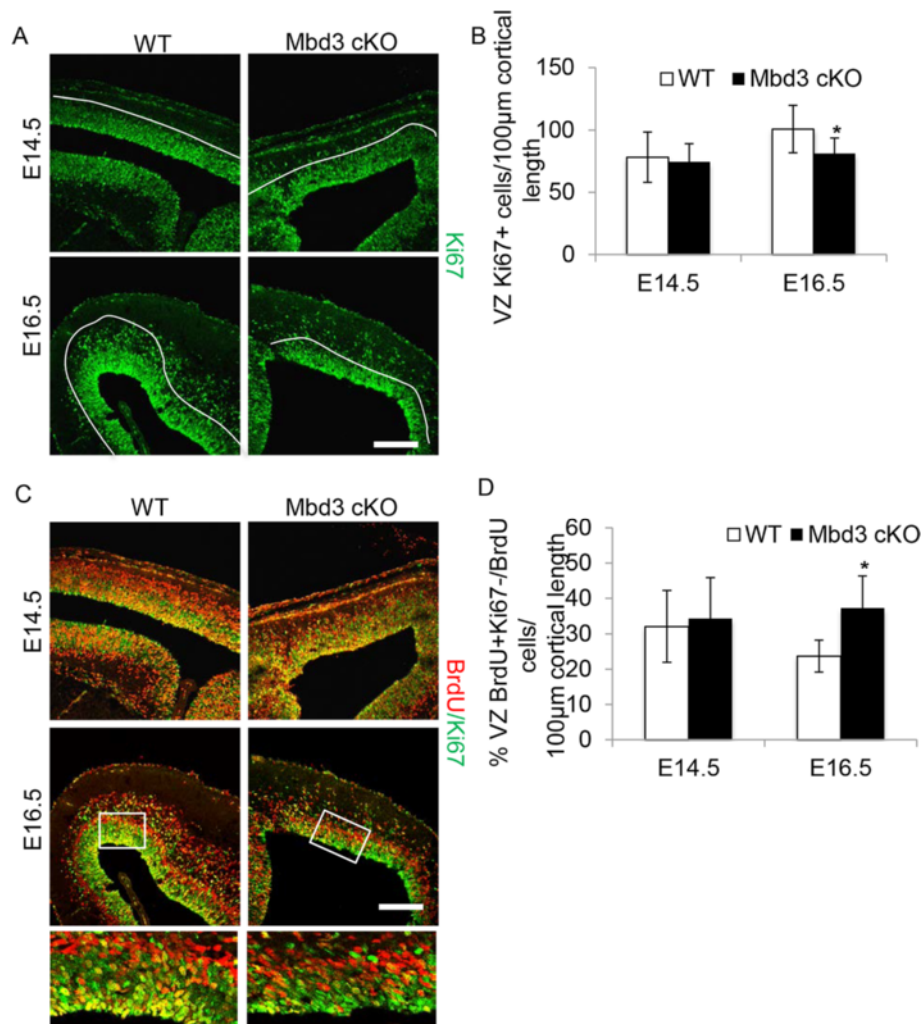 A
WT
Mbd3 cKO
E14.5
E16.5
Ki67
B
VZ Ki67+ cells/100µm cortical
length
150
100
50
0
WT
Mbd3 cKO
*
E14.5
E16.5
C
WT
Mbd3 cKO
E14.5
E16.5
BrdU/Ki67
D
% VZ BrdU+Ki67-/BrdU
cells/
100µm cortical length
60
50
40
30
20
10
0
WT
Mbd3 cKO
*
E14.5
E16.5